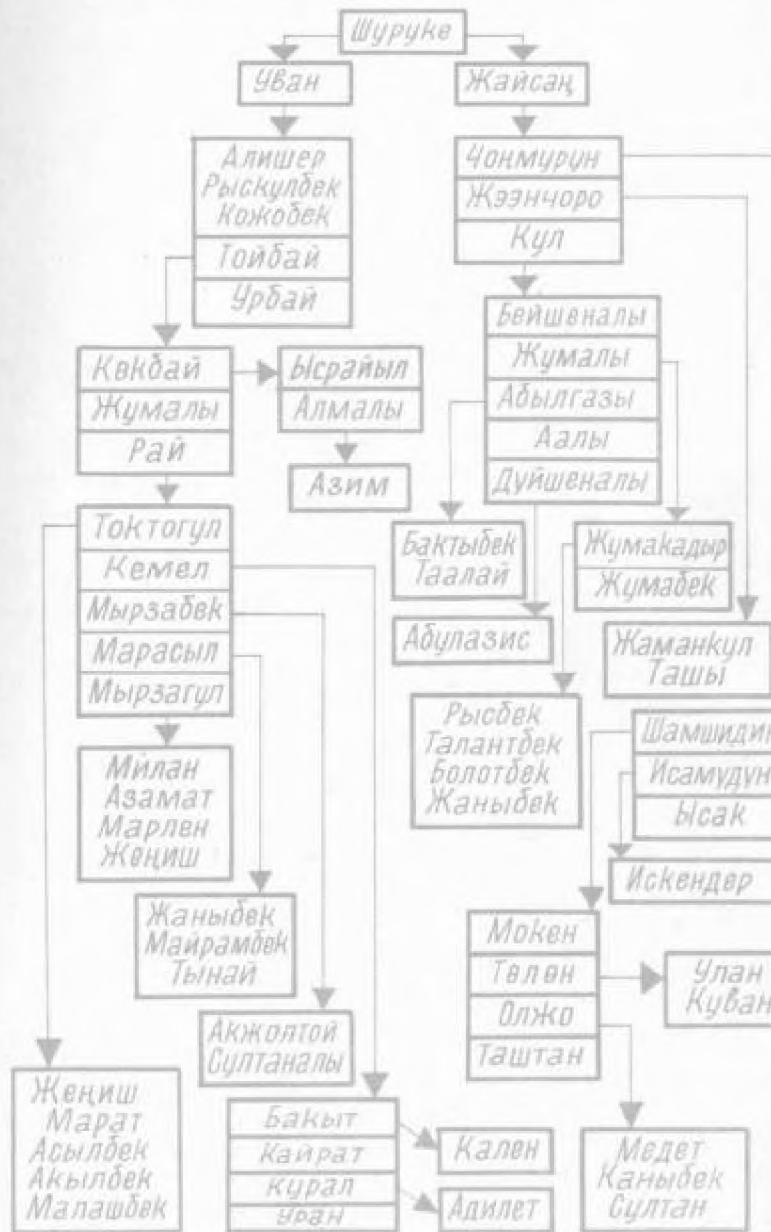 Шуруке
Уван
Жайсаң
Алишер
Рыскулбек
Кожобек
Тойбай
Урбай
Чоңмурун
Жээнчоро
Кул
Бейшеналы
Жумалы
Абылгазы
Аалы
Дүйшеналы
Көкбай
Жумалы
Рай
Ысрайыл
Алмалы
Азим
Токтогул
Кемел
Мырзабек
Марасыл
Мырзагул
Бактыбек
Таалай
Жумакадыр
Жумабек
Абулазис
Жаманкул
Ташы
Рысбек
Талантбек
Болотбек
Жаныбек
Шамшидин
Исамудун
Ысак
Искендер
Милан
Азамат
Марлен
Жеңиш
Жаныбек
Майрамбек
Тынай
Мокен
Төлөн
Олжо
Таштан
Улан
Куван
Акжолтой
Султаналы
Жеңиш
Марат
Асылбек
Акылбек
Малашбек
Бакыт
Кайрат
Курал
Уран
Кален
Адилет
Медет
Каныбек
Султан